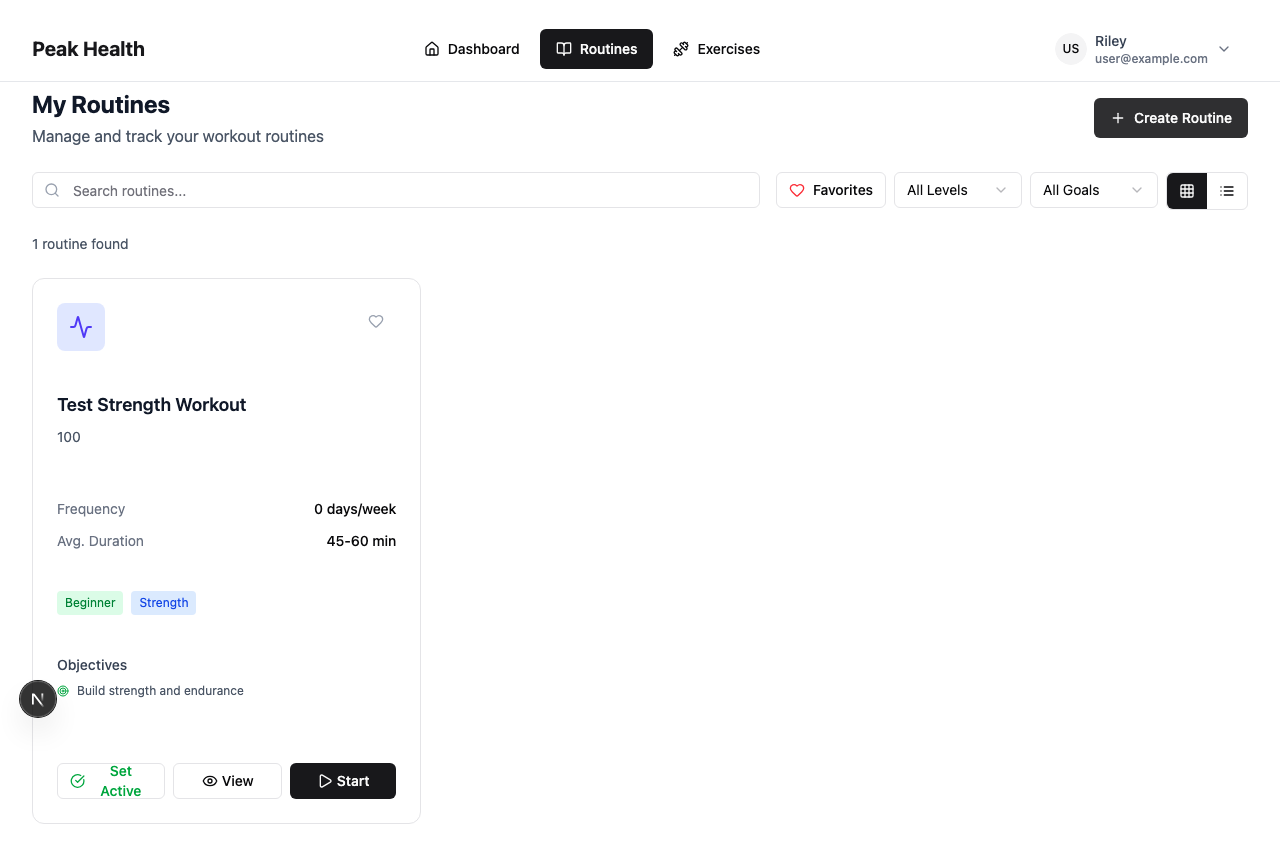 Peak Health
Dashboard
Routines
Exercises
US
Riley
user@example.com
My Routines
Manage and track your workout routines
Create Routine
Search routines...
Favorites
All Levels
All Goals
1 routine found
Test Strength Workout
100
Frequency
0 days/week
Avg. Duration
45-60 min
Beginner
Strength
Objectives
Build strength and endurance
N
Set
Active
View
Start